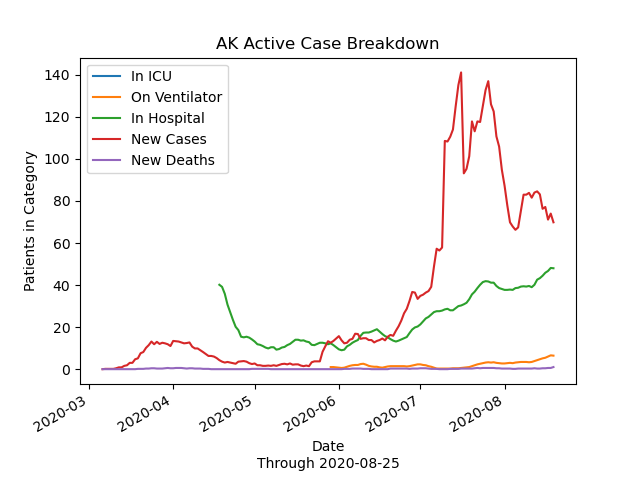 AK Active Case Breakdown
In ICU
On Ventilator
In Hospital
New Cases
New Deaths
Patients in Category
140
120
100
80
60
40
20
0
2020-03
2020-04
2020-05
2020-06
2020-07
2020-08
Date
Through 2020-08-25